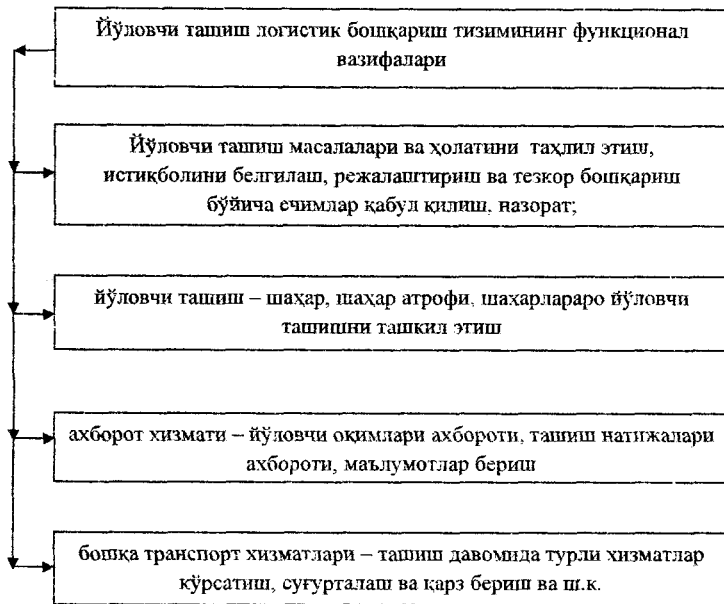 Йўловчи ташиш логистик бошқариш тизимининг функционал
вазифалари
Йўловчи ташиш масалалари ва ҳолатини таҳлил этиш,
истиқболини белгилаш, режалаштириш ва тезкор бошқариш
бўйича ечимлар қабул қилиш, назорат;
йўловчи ташиш – шаҳар, шаҳар атрофи, шахарлараро йўловчи
ташишни ташкил этиш
ахборот хизмати – йўловчи оқимлари ахбороти, ташиш натижалари
ахбороти, маълумотлар бериш
бошқа транспорт хизматлари – ташиш давомида турли хизматлар
кўрсатиш, суғурталаш ва қарз бериш ва ш.к.